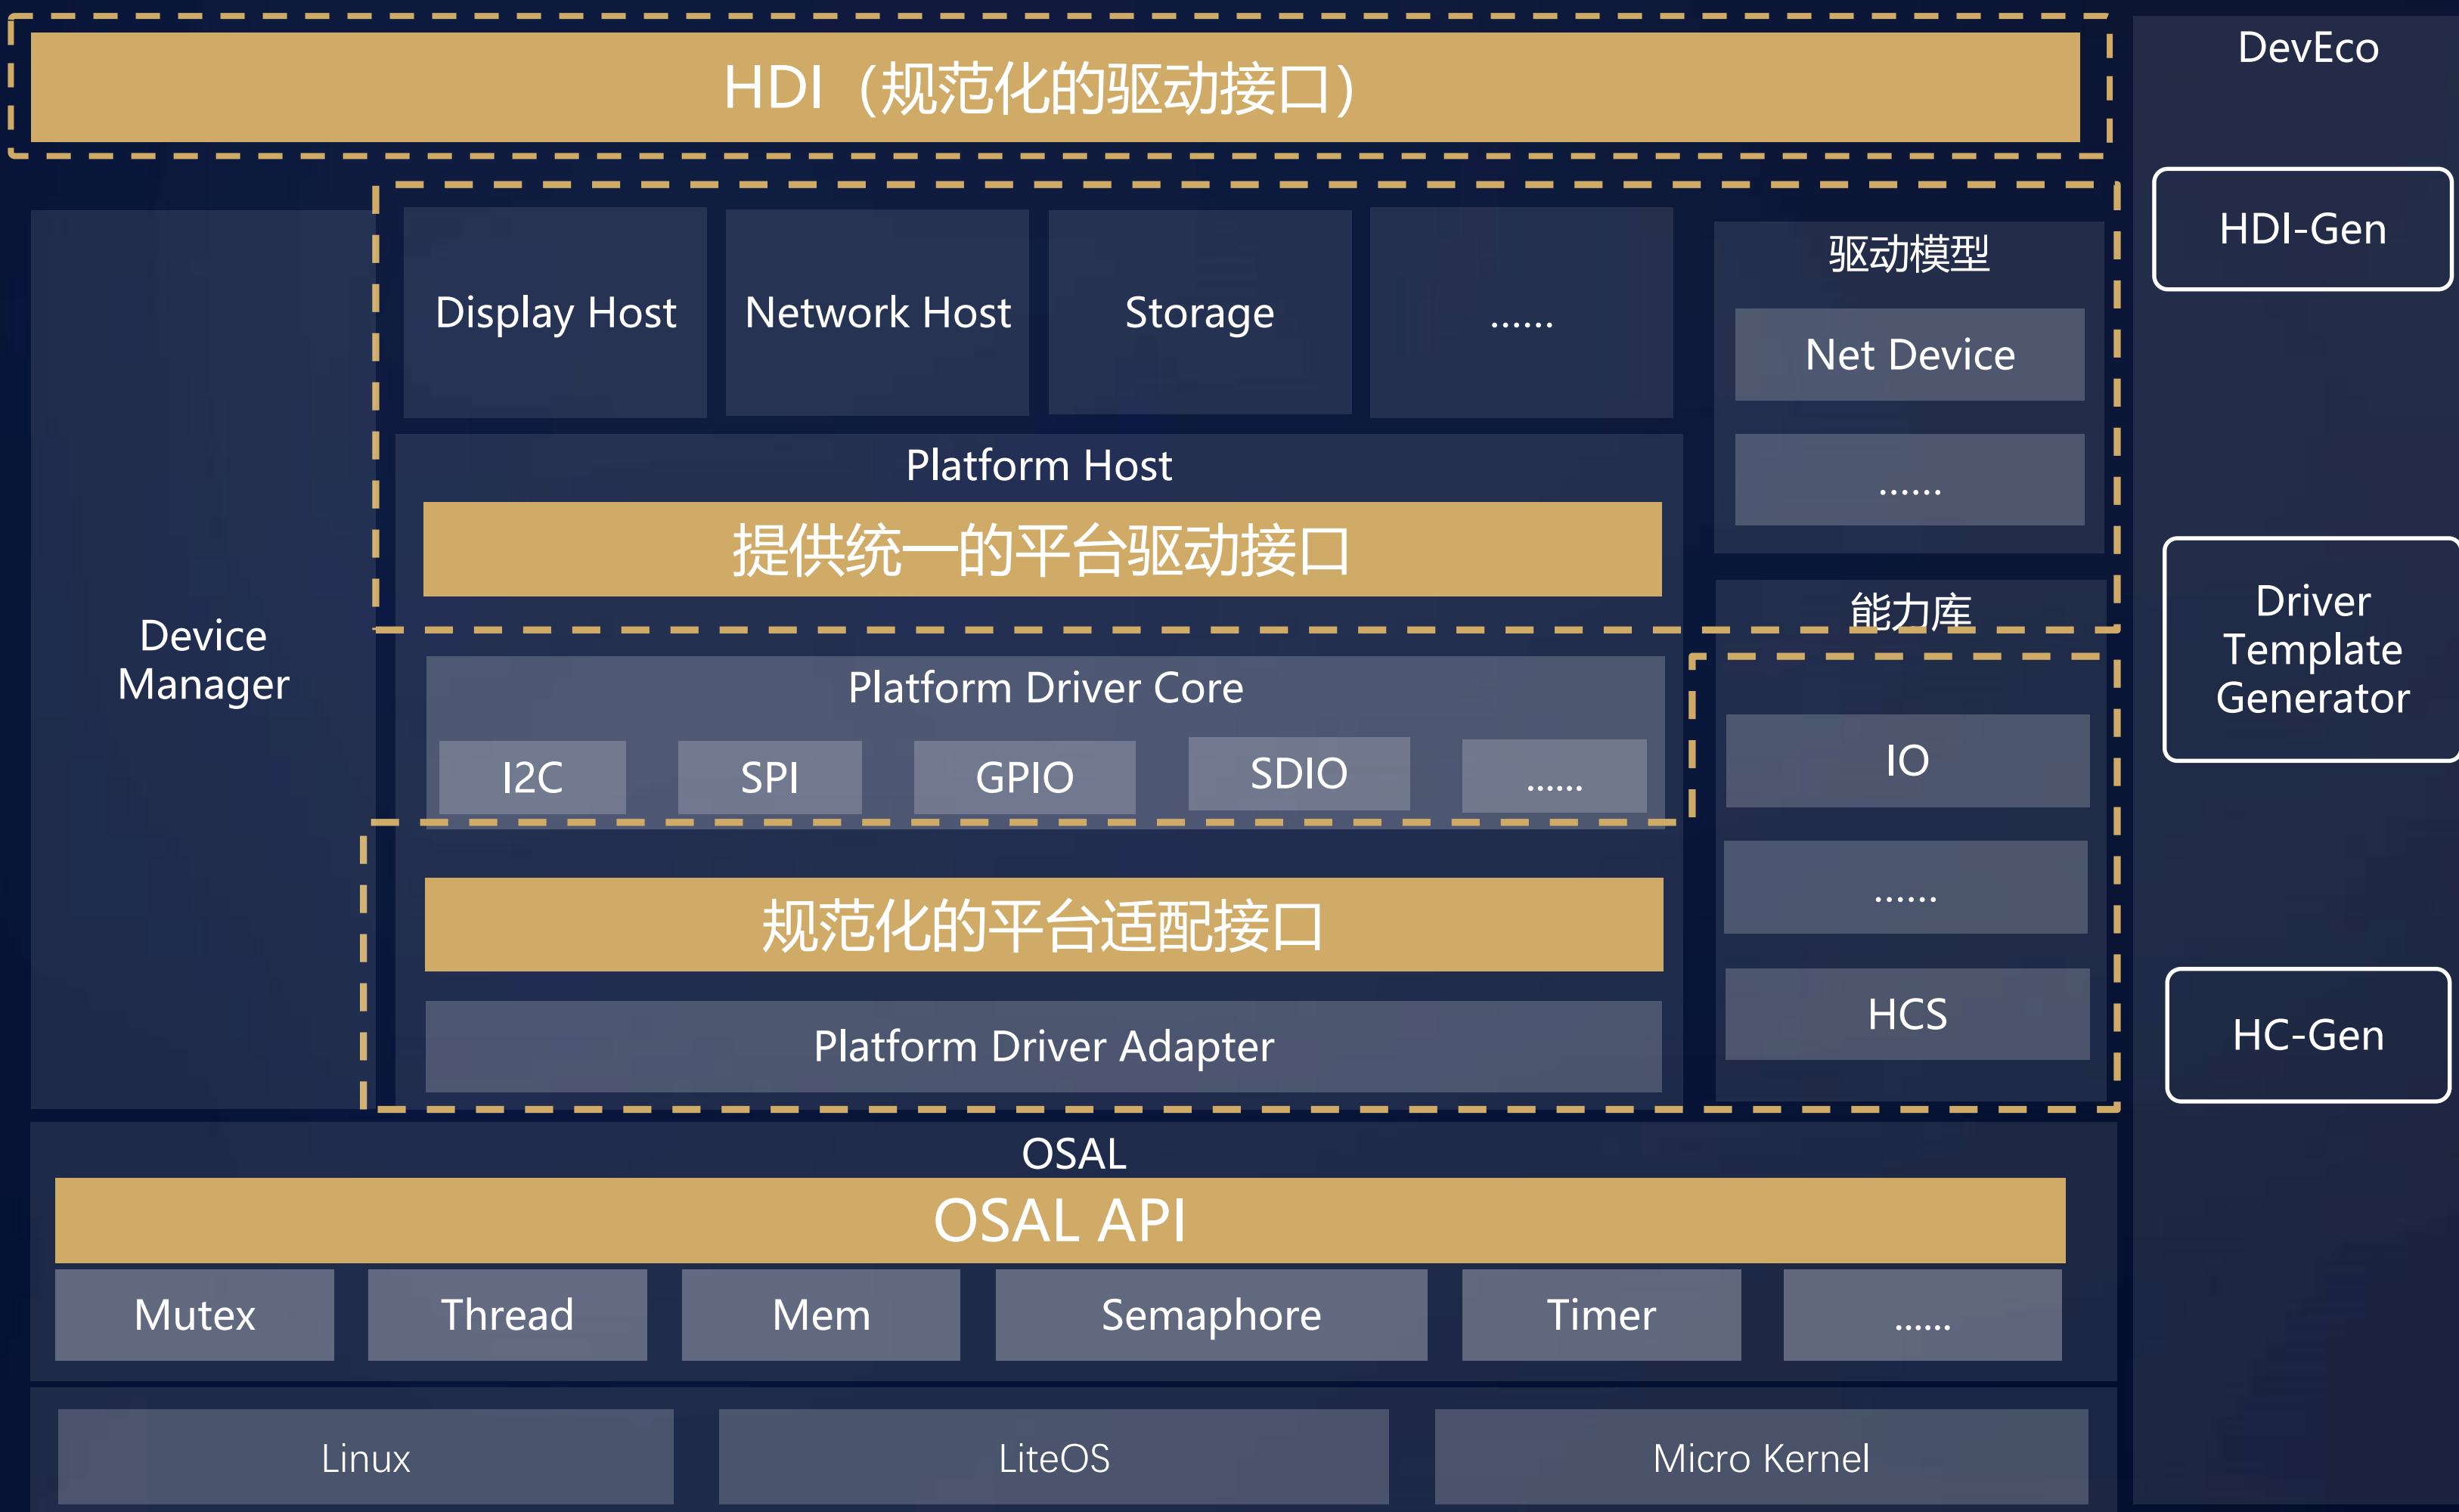 HDI（规范化的驱动接口）
DevEco
HDI-Gen
Driver
Template
Generator
HC-Gen
Device
Manager
Display Host
Network Host
Storage
......
驱动模型
Net Device
......
Platform Host
提供统一的平台驱动接口
能力库
IO
......
HCS
Platform Driver Core
I2C
SPI
GPIO
SDIO
......
规范化的平台适配接口
Platform Driver Adapter
OSAL
OSAL API
Mutex
Thread
Mem
Semaphore
Timer
......
Linux
LiteOS
Micro Kernel